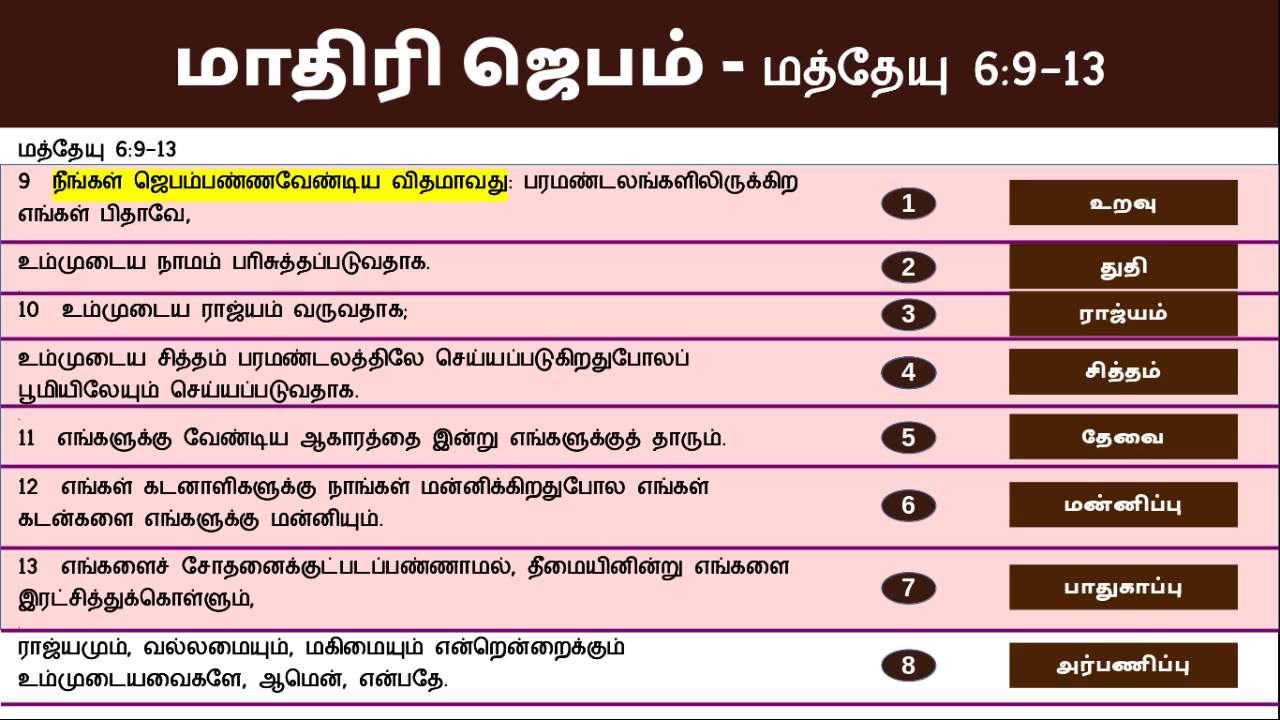 மாதிரி ஜெபம் - மத்தேயு 6:9-13
மத்தேயு 6:9-13
9 நீங்கள் ஜெபம்பண்ணவேண்டிய விதமாவது: பரமண்டலங்களிலிருக்கிற
எங்கள் பிதாவே,
1
உறவு
உம்முடைய நாமம் பரிசுத்தப்படுவதாக.
2
துதி
10 உம்முடைய ராஜ்யம் வருவதாக;
3
ராஜ்யம்
உம்முடைய சித்தம் பரமண்டலத்திலே செய்யப்படுகிறதுபோலப்
பூமியிலேயும் செய்யப்படுவதாக.
4
சித்தம்
11 எங்களுக்கு வேண்டிய ஆகாரத்தை இன்று எங்களுக்குத் தாரும்.
5
தேவை
12 எங்கள் கடனாளிகளுக்கு நாங்கள் மன்னிக்கிறதுபோல எங்கள்
கடன்களை எங்களுக்கு மன்னியும்.
6
மன்னிப்பு
13 எங்களைச் சோதனைக்குட்படப்பண்ணாமல், தீமையினின்று எங்களை
இரட்சித்துக்கொள்ளும்,
7
பாதுகாப்பு
ராஜ்யமும், வல்லமையும், மகிமையும் என்றென்றைக்கும்
உம்முடையவைகளே, ஆமென், என்பதே.
8
அர்பணிப்பு